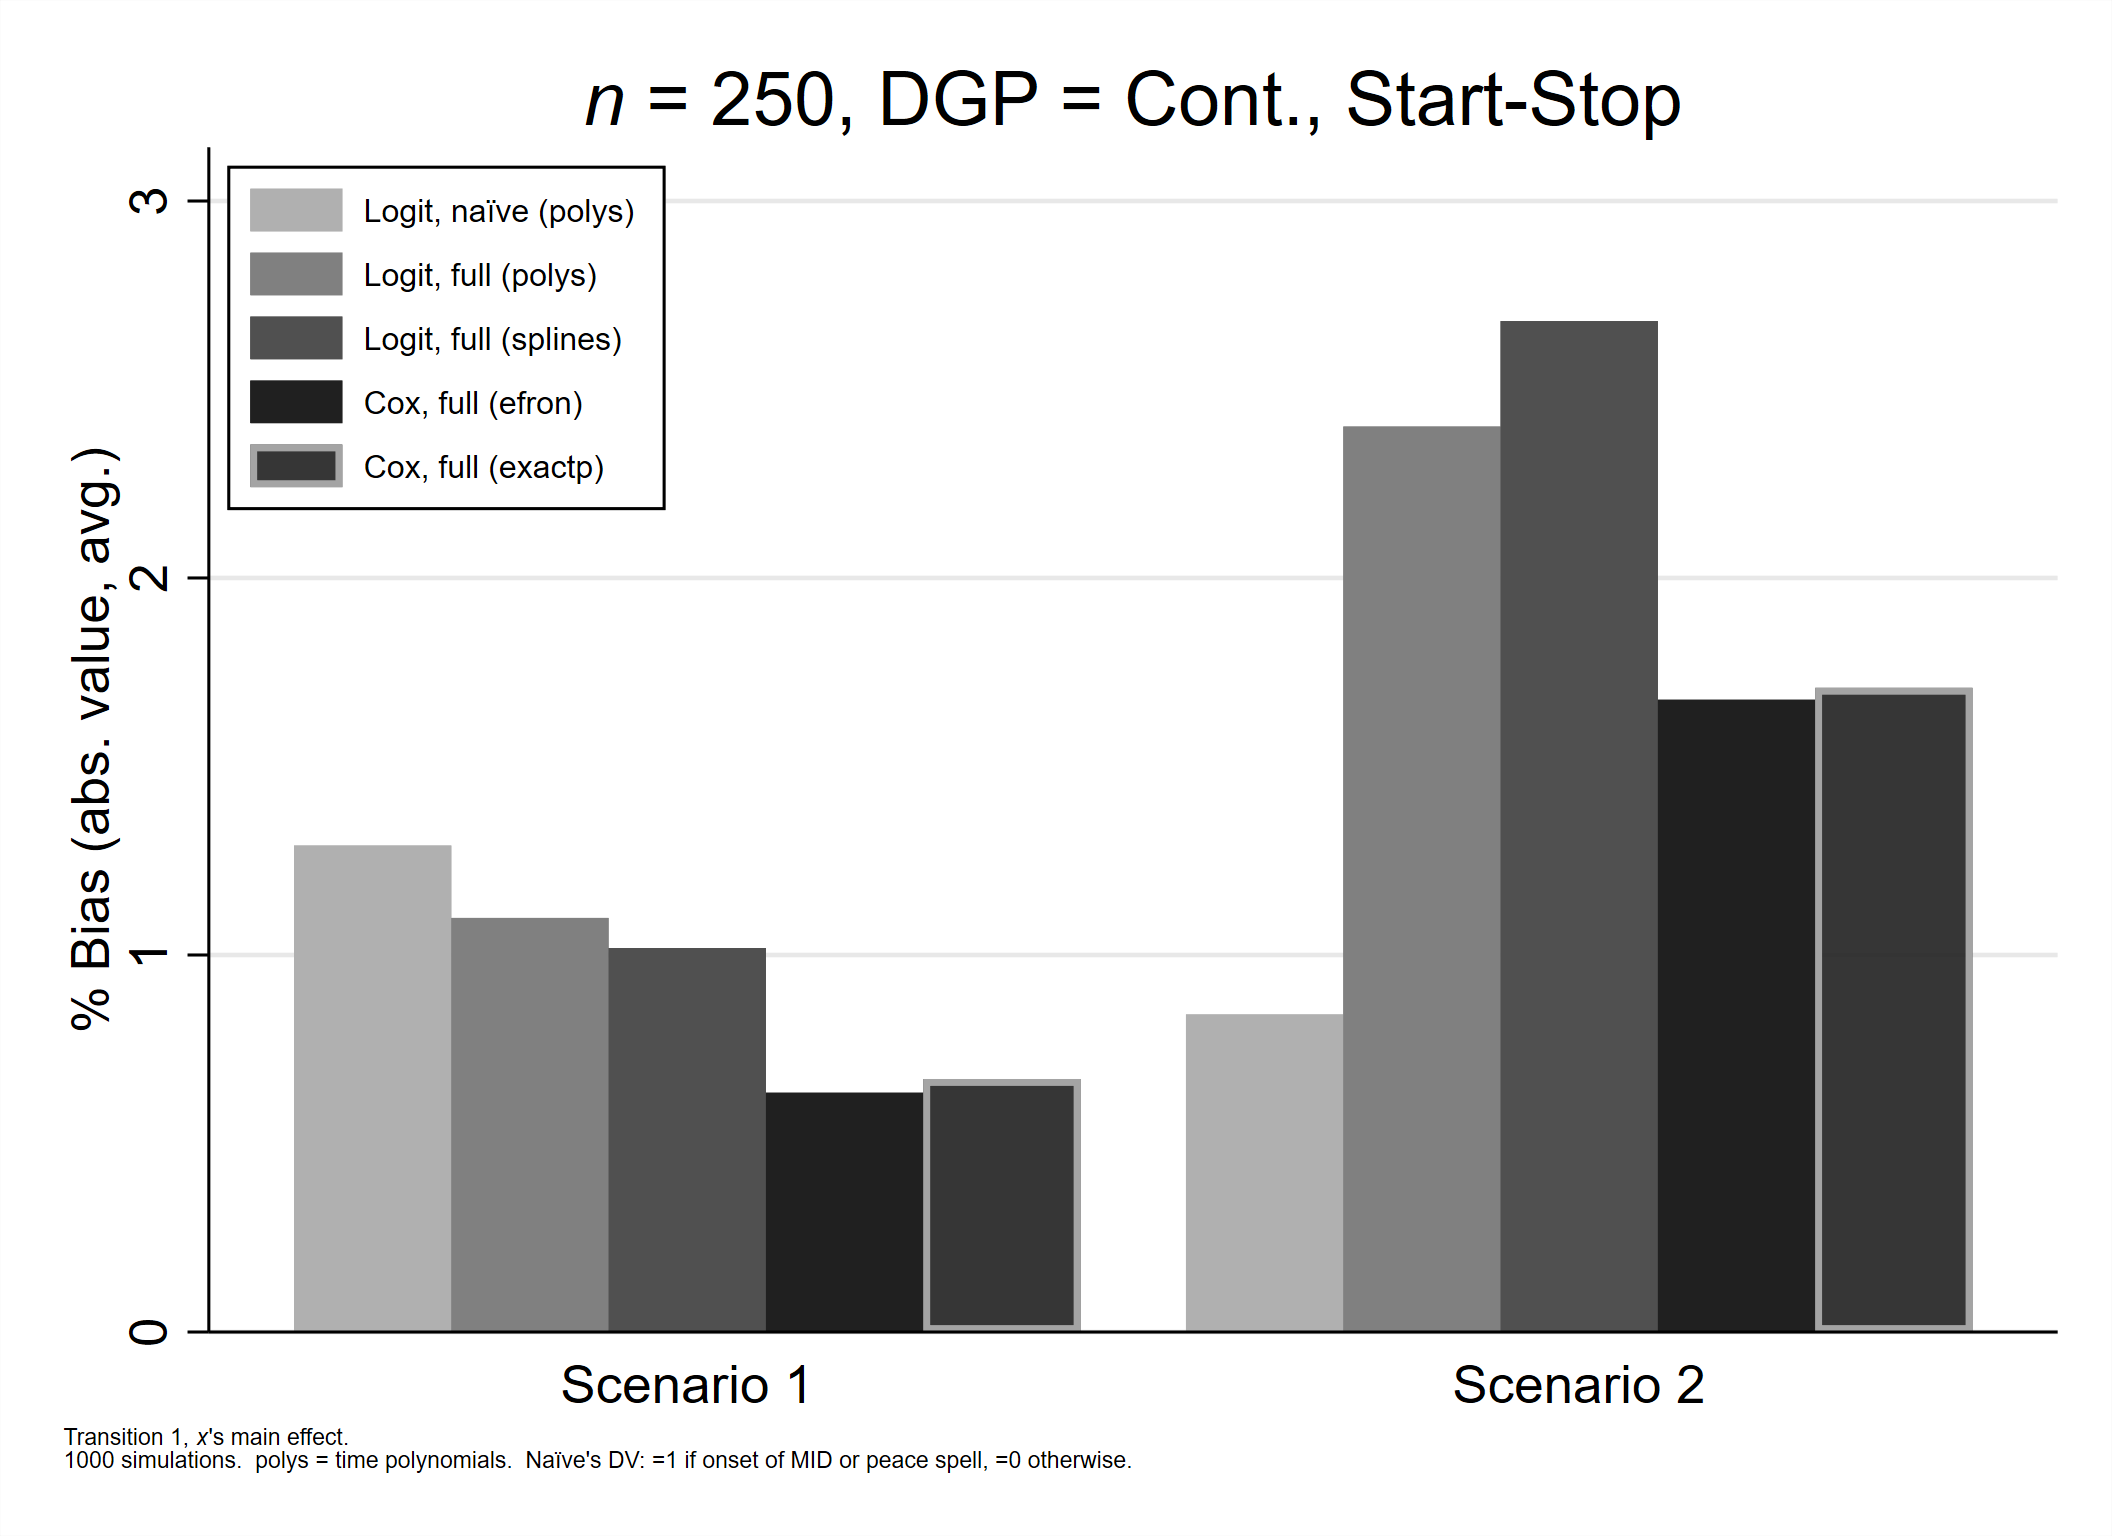 n = 250, DGP = Cont., Start-Stop
Logit, naïve (polys)
Logit, full (polys)
Logit, full (splines)
Cox, full (efron)
Cox, full (exactp)
% Bias (abs. value, avg.)
3
2
1
0
Scenario 1
Scenario 2
Transition 1, x's main effect.
1000 simulations.  polys = time polynomials.  Naïve's DV: =1 if onset of MID or peace spell, =0 otherwise.